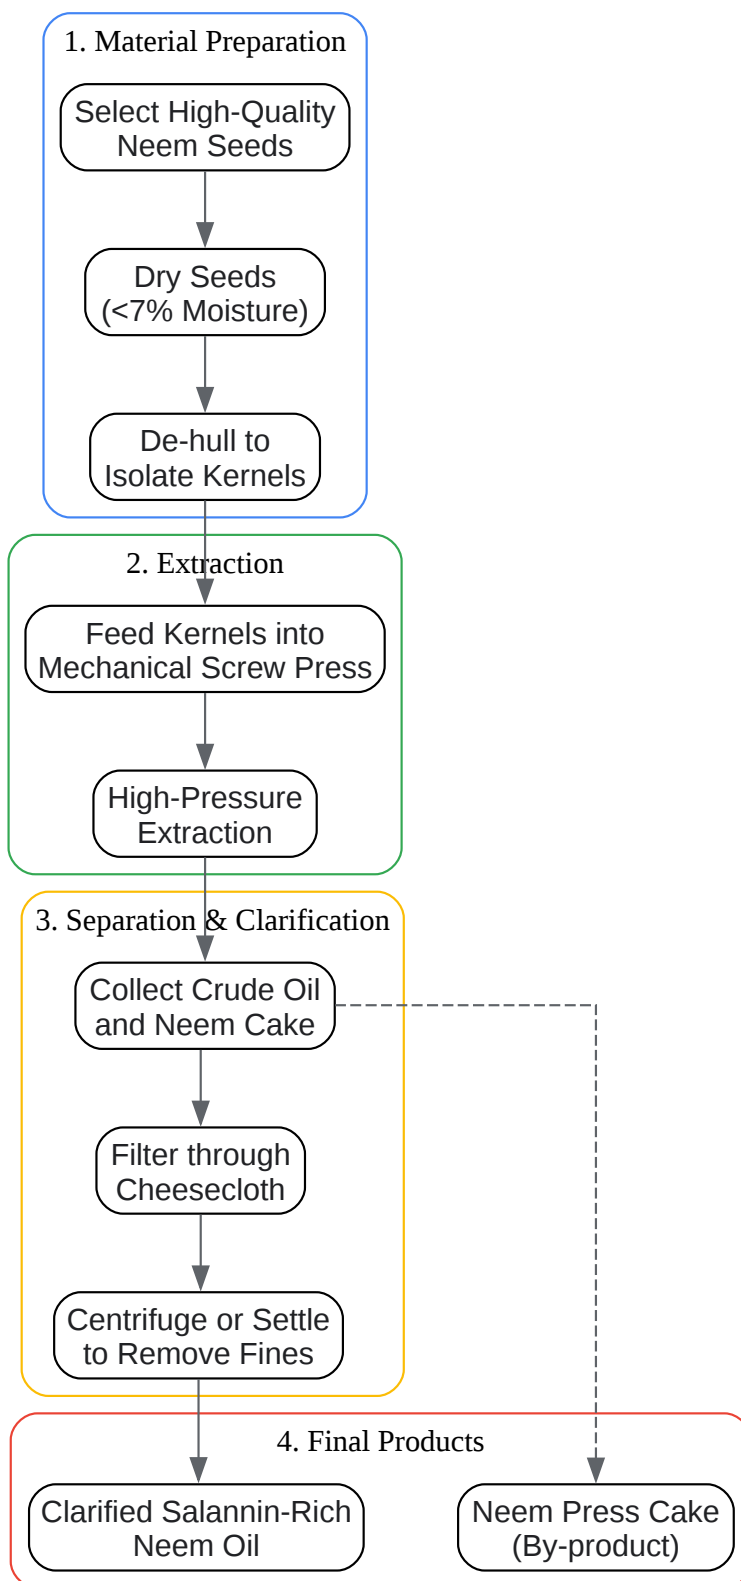 1. Material Preparation
Select High-Quality
Neem Seeds
Dry Seeds
(<7% Moisture)
De-hull to
Isolate Kernels
2. Extraction
Feed Kernels into
Mechanical Screw Press
High-Pressure
Extraction
3. Separation & Clarification
Collect Crude Oil
and Neem Cake
Filter through
Cheesecloth
Centrifuge or Settle
to Remove Fines
4. Final Products
Clarified Salannin-Rich
Neem Oil
Neem Press Cake
(By-product)